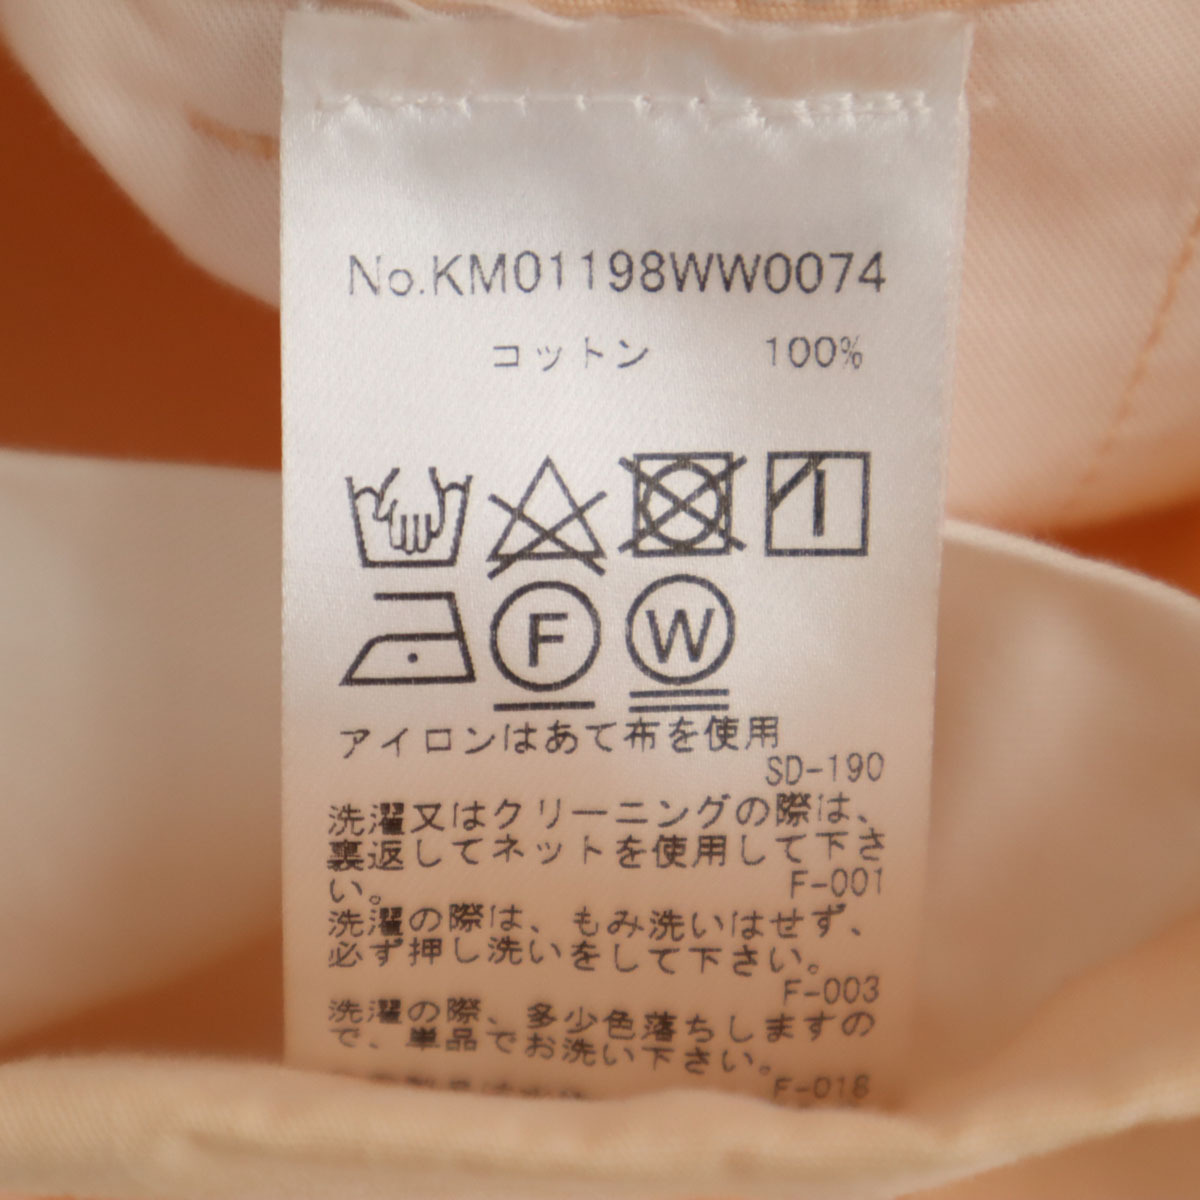 No.KM01198WW0074
コットン 100%
F W
アイロンはあて布を使用
SD-190
洗濯又はクリーニングの際は、
裏返してネットを使用して下さ
い。 F-001
洗濯の際は、もみ洗いはせず、
必ず押し洗いをして下さい。
F-003
洗濯の際、多少色落ちしますの
で、単品でお洗い下さい。
F-018